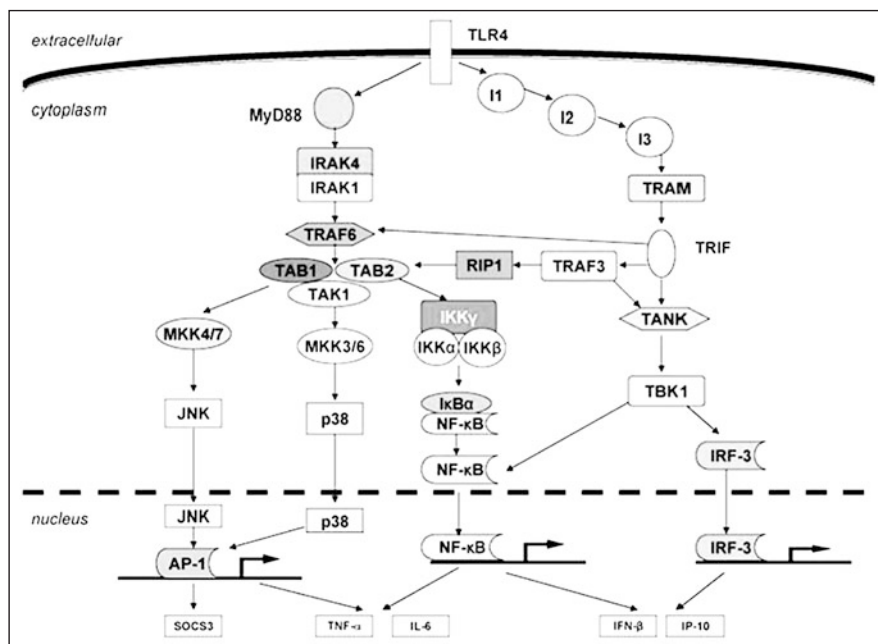 extracellular
TLR4
cytoplasm
MyD88
I1
I2
I3
IRAK4
IRAK1
TRAM
TRAF6
TRIF
TAB1
TAB2
RIP1
TRAF3
TAK1
IKKγ
TANK
MKK4/7
MKK3/6
IKKα
IKKβ
TBK1
JNK
p38
IκBα
NF-κB
IRF-3
NF-κB
nucleus
JNK
p38
AP-1
NF-κB
IRF-3
SOCS3
TNF-α
IL-6
IFN-β
IP-10